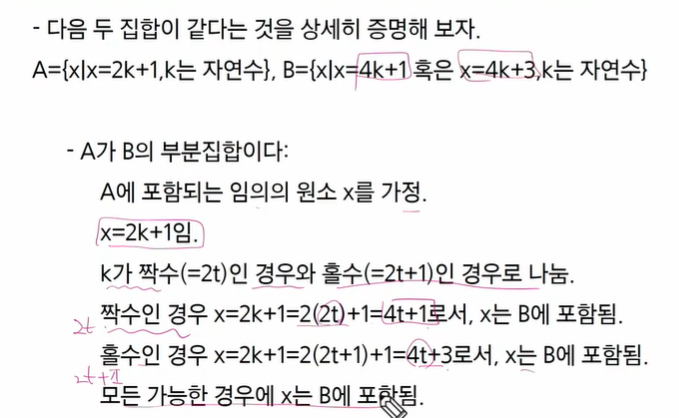 - 다음 두 집합이 같다는 것을 상세히 증명해 보자.
A={x|x=2k+1,k는 자연수}, B={x|x=4k+1 혹은 x=4k+3,k는 자연수}
- A가 B의 부분집합이다:
A에 포함되는 임의의 원소 x를 가정.
x=2k+1임.
k가 짝수(=2t)인 경우와 홀수(=2t+1)인 경우로 나눔.
짝수인 경우 x=2k+1=2(2t)+1=4t+1로서, x는 B에 포함됨.
2t
홀수인 경우 x=2k+1=2(2t+1)+1=4t+3로서, x는 B에 포함됨.
2t+1
모든 가능한 경우에 x는 B에 포함됨.